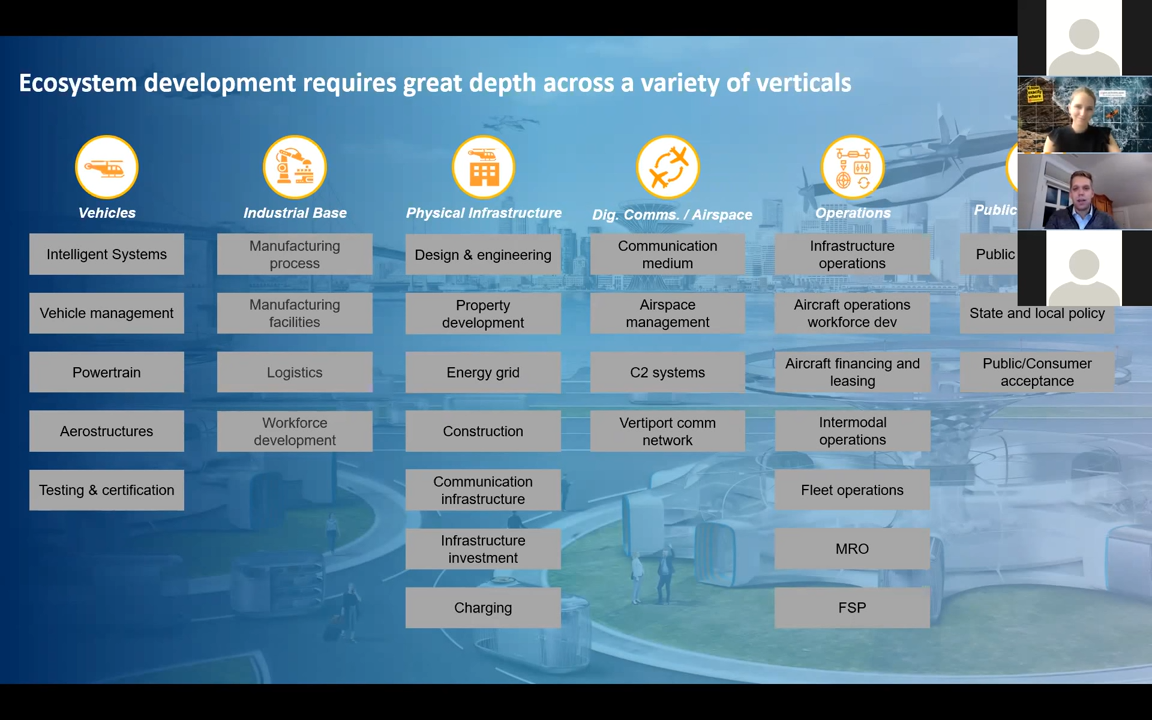 Ecosystem development requires great depth across a variety of verticals
Vehicles
Intelligent Systems
Vehicle management
Powertrain
Aerostructures
Testing & certification
Industrial Base
Manufacturing
process
Manufacturing
facilities
Logistics
Workforce
development
Physical Infrastructure
Design & engineering
Property
development
Energy grid
Construction
Communication
infrastructure
Infrastructure
investment
Charging
Dig. Comms. / Airspace
Communication
medium
Airspace
management
C2 systems
Vertiport comm
network
Operations
Infrastructure
operations
Aircraft operations
workforce dev
Aircraft financing and
leasing
Intermodal
operations
Fleet operations
MRO
FSP
Public
Public
State and local policy
Public/Consumer
acceptance